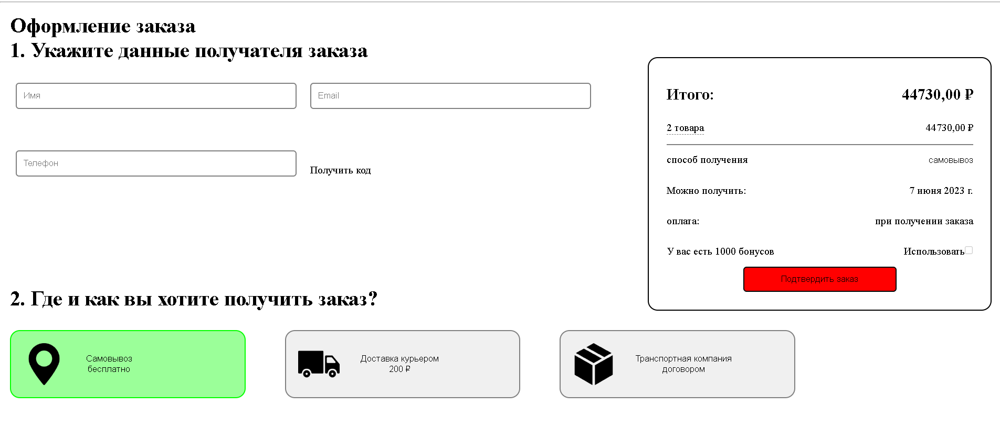 Оформление заказа
1. Укажите данные получателя заказа
Имя
Email
Телефон
Получить код
Итого: 44730,00 ₽
2 товара 44730,00 ₽
способ получения самовывоз
Можно получить: 7 июня 2023 г.
оплата: при получении заказа
У вас есть 1000 бонусов Использовать
Подтвердить заказ
2. Где и как вы хотите получить заказ?
Самовывоз
бесплатно
Доставка курьером
200 ₽
Транспортная компания
договором